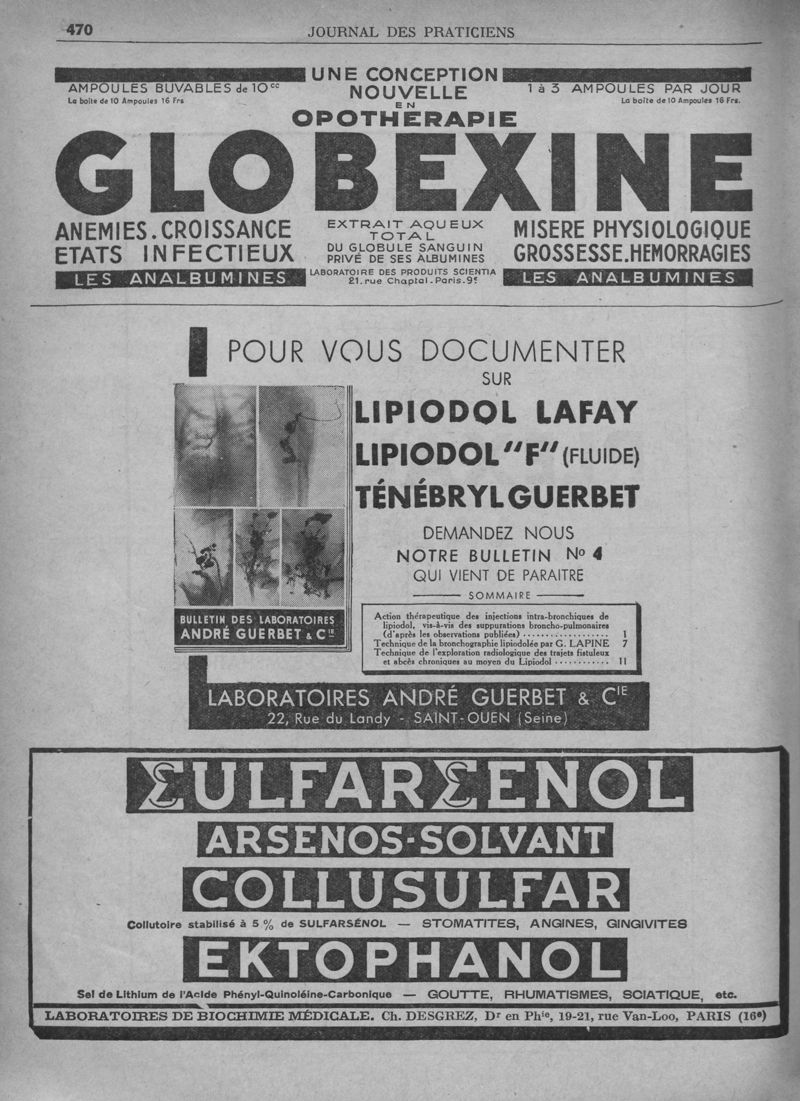 470
JOURNAL DES PRATICIENS
UNE CONCEPTION
NOUVELLE
EN
OPOTHERAPIE
AMPOULES BUVABLES de 10cc
La boîte de 10 Ampoules 16 Frs
1 à 3 AMPOULES PAR JOUR
La boîte de 10 Ampoules 16 Frs.
GLOBEXINE
ANEMIES.CROISSANCE
ETATS INFECTIEUX
LES ANALBUMINES
EXTRAIT AQUEUX
TOTAL
DU GLOBULE SANGUIN
PRIVÉ DE SES ALBUMINES
LABORATOIRE DES PRODUITS SCIENTIA
21.rue Chaptal.Paris.9e
MISERE PHYSIOLOGIQUE
GROSSESSE.HEMORRAGIES
LES ANALBUMINES
POUR VOUS DOCUMENTER
SUR
LIPIODOL LAFAY
LIPIODOL "F" (FLUIDE)
TÉNÉBRYL GUERBET
DEMANDEZ NOUS
NOTRE BULLETIN No 4
QUI VIENT DE PARAITRE
SOMMAIRE
Action thérapeutique des injections intra-bronchiques de
lipiodol, vis-à-vis des suppurations broncho-pulmonaires
(d'après les observations publiées) ................... 1
Technique de la bronchographie lipiodolée par G. LAPINE 7
Technique de l'exploration radiologique des trajets fistuleux
et abcès chroniques au moyen du Lipiodol ............ 11
BULLETIN DES LABORATOIRES
ANDRÉ GUERBET & CIE
LABORATOIRES ANDRÉ GUERBET & CIE
22, Rue du Landy - SAINT-OUEN (Seine)
SULFARSENOL
ARSENOS-SOLVANT
COLLUSULFAR
Collutoire stabilisé à 5 % de SULFARSÉNOL — STOMATITES, ANGINES, GINGIVITES
EKTOPHANOL
Sel de Lithium de l'Acide Phényl-Quinoléine-Carbonique — GOUTTE, RHUMATISMES, SCIATIQUE, etc.
LABORATOIRES DE BIOCHIMIE MÉDICALE. Ch. DESGREZ, Dr en Phie, 19-21, rue Van-Loo, PARIS (16e)